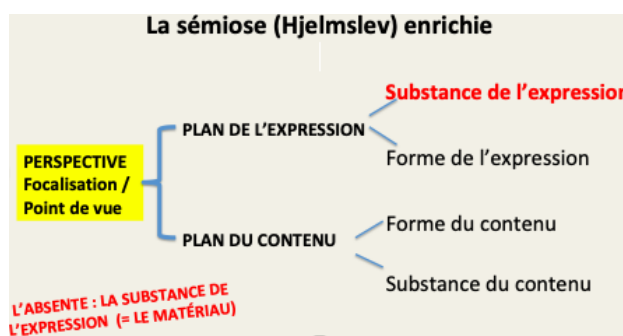 La sémiose (Hjelmslev) enrichie
Substance de l'expression
PLAN DE L'EXPRESSION
Forme de l'expression
PERSPECTIVE
Focalisation /
Point de vue
Forme du contenu
PLAN DU CONTENU
Substance du contenu
L'ABSENTE : LA SUBSTANCE DE
L'EXPRESSION (= LE MATÉRIAU)